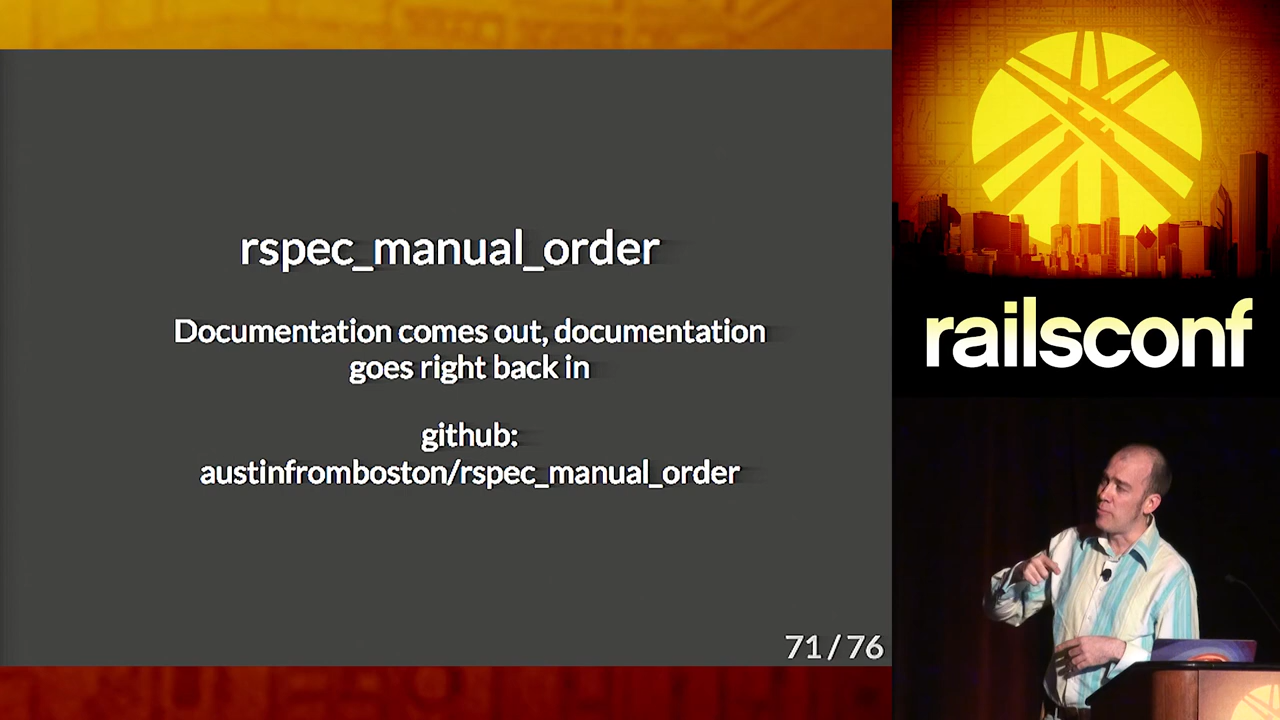 rspec_manual_order
Documentation comes out, documentation
goes right back in
github:
austinfromboston/rspec_manual_order
71/76
railsconf